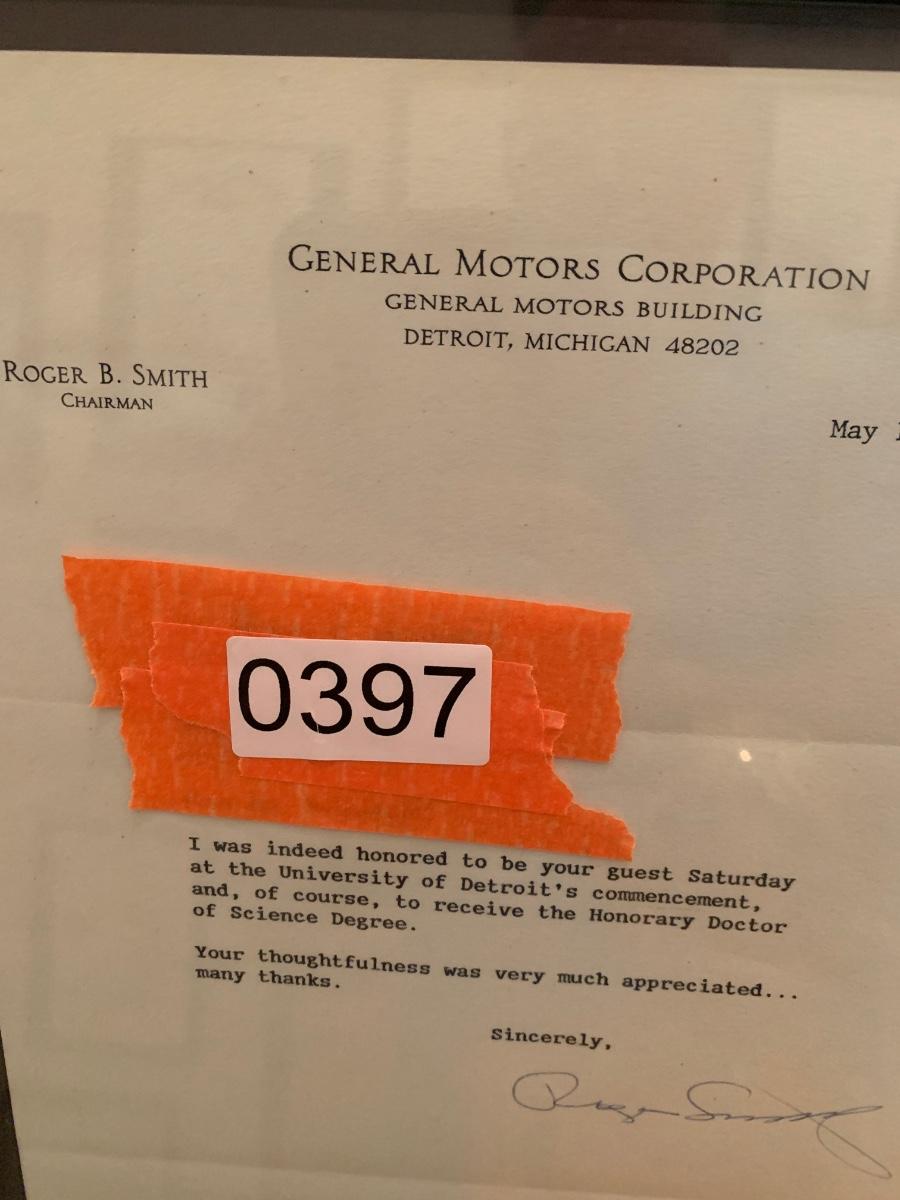 GENERAL MOTORS CORPORATION
GENERAL MOTORS BUILDING
DETROIT, MICHIGAN 48202
ROGER B. SMITH
CHAIRMAN
May
0397
I was indeed honored to be your guest Saturday
at the University of Detroit's commencement,
and, of course, to receive the Honorary Doctor
of Science Degree.
Your thoughtfulness was very much appreciated...
many thanks.
Sincerely,
Roger Smith